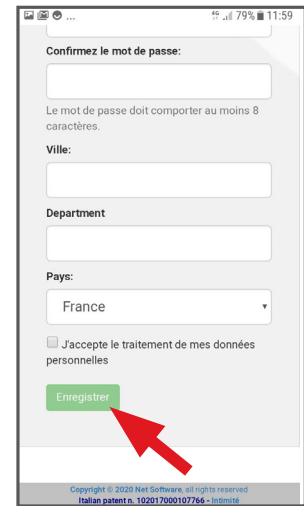 ... 4G 79% 11:59
Confirmez le mot de passe:
Le mot de passe doit comporter au moins 8
caractères.
Ville:
Department
Pays:
France
J'accepte le traitement de mes données
personnelles
Enregistrer
Copyright © 2020 Net Software, all rights reserved
Italian patent n. 102017000107766 - Intimité